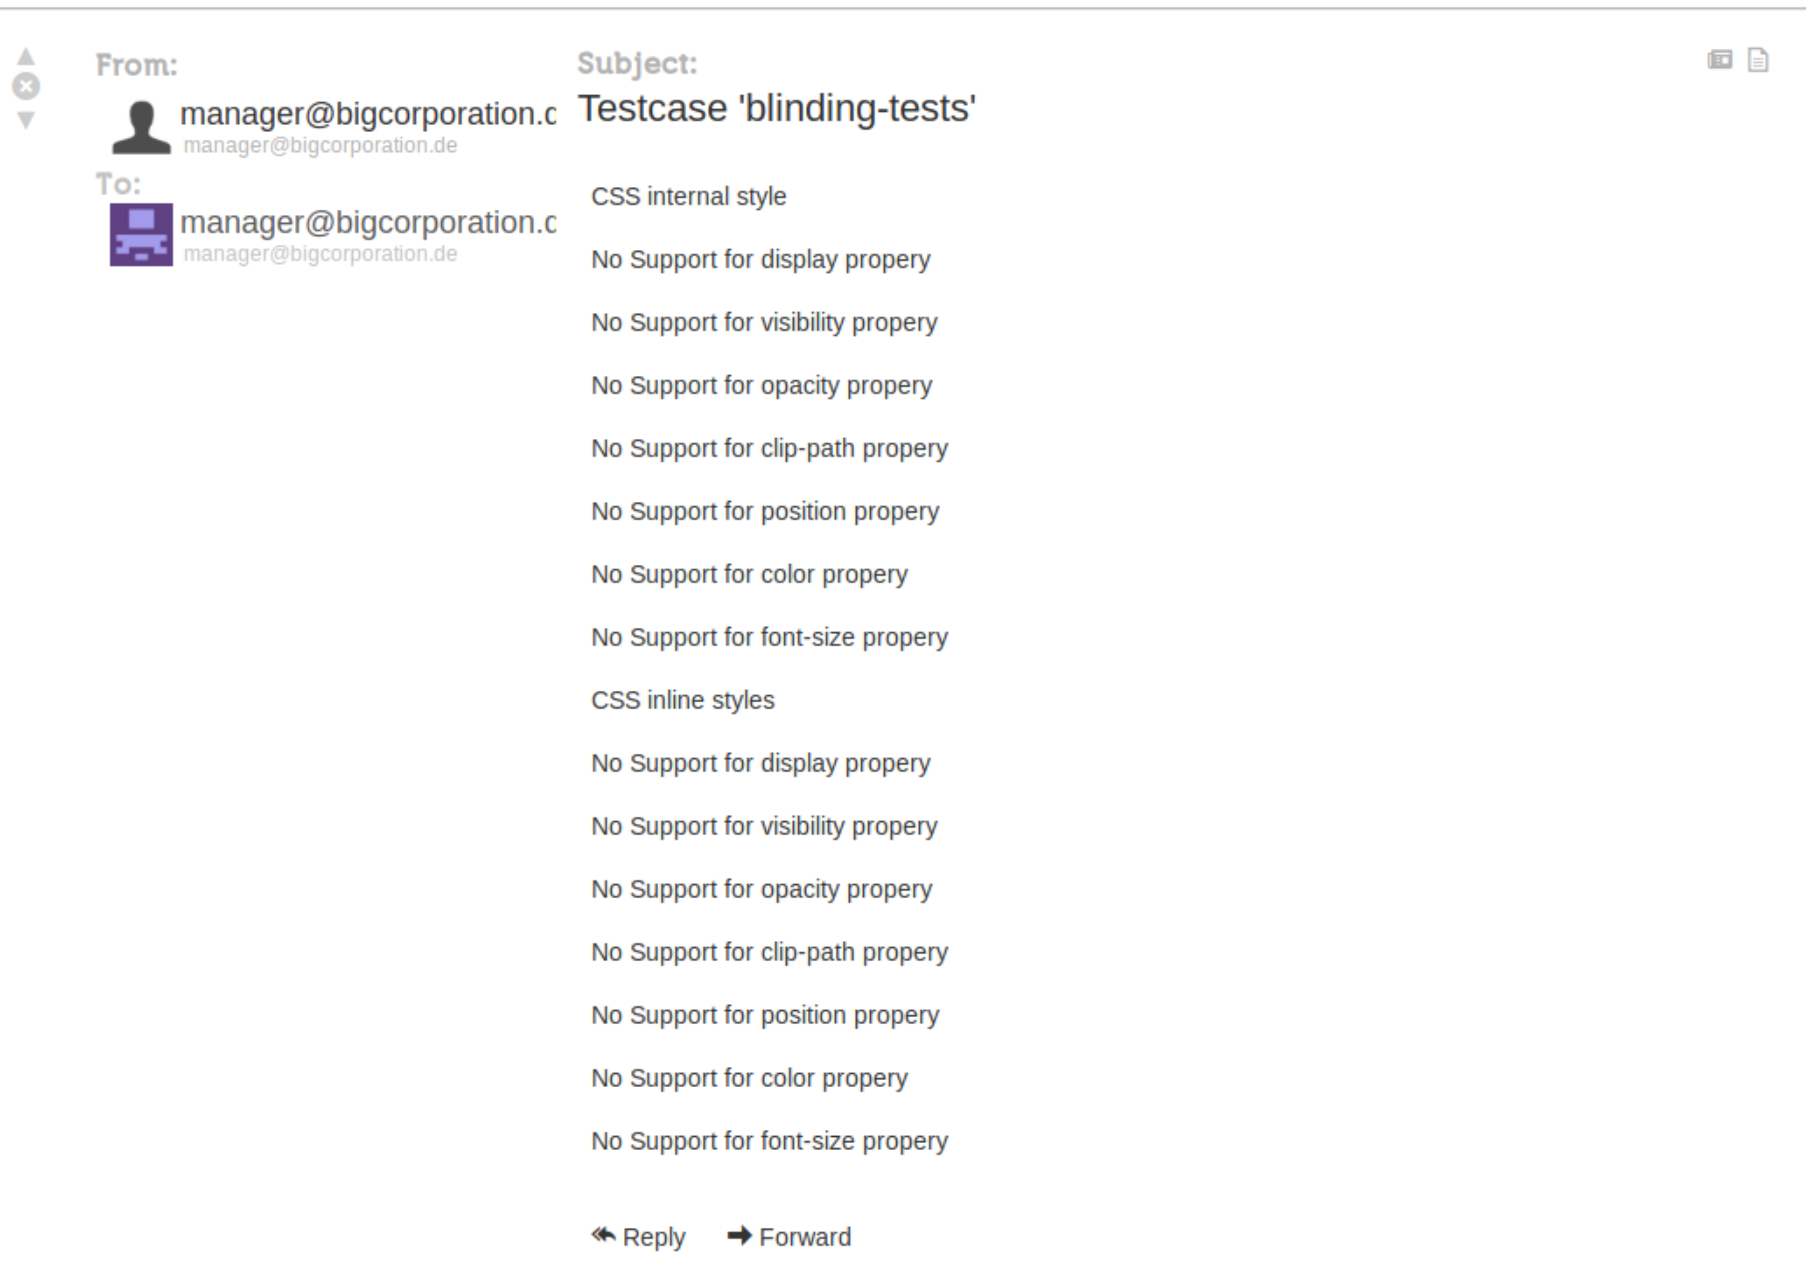 From:
manager@bigcorporation.d
manager@bigcorporation.de
To:
manager@bigcorporation.d
manager@bigcorporation.de
Subject:
Testcase 'blinding-tests'
CSS internal style
No Support for display propery
No Support for visibility propery
No Support for opacity propery
No Support for clip-path propery
No Support for position propery
No Support for color propery
No Support for font-size propery
CSS inline styles
No Support for display propery
No Support for visibility propery
No Support for opacity propery
No Support for clip-path propery
No Support for position propery
No Support for color propery
No Support for font-size propery
Reply Forward